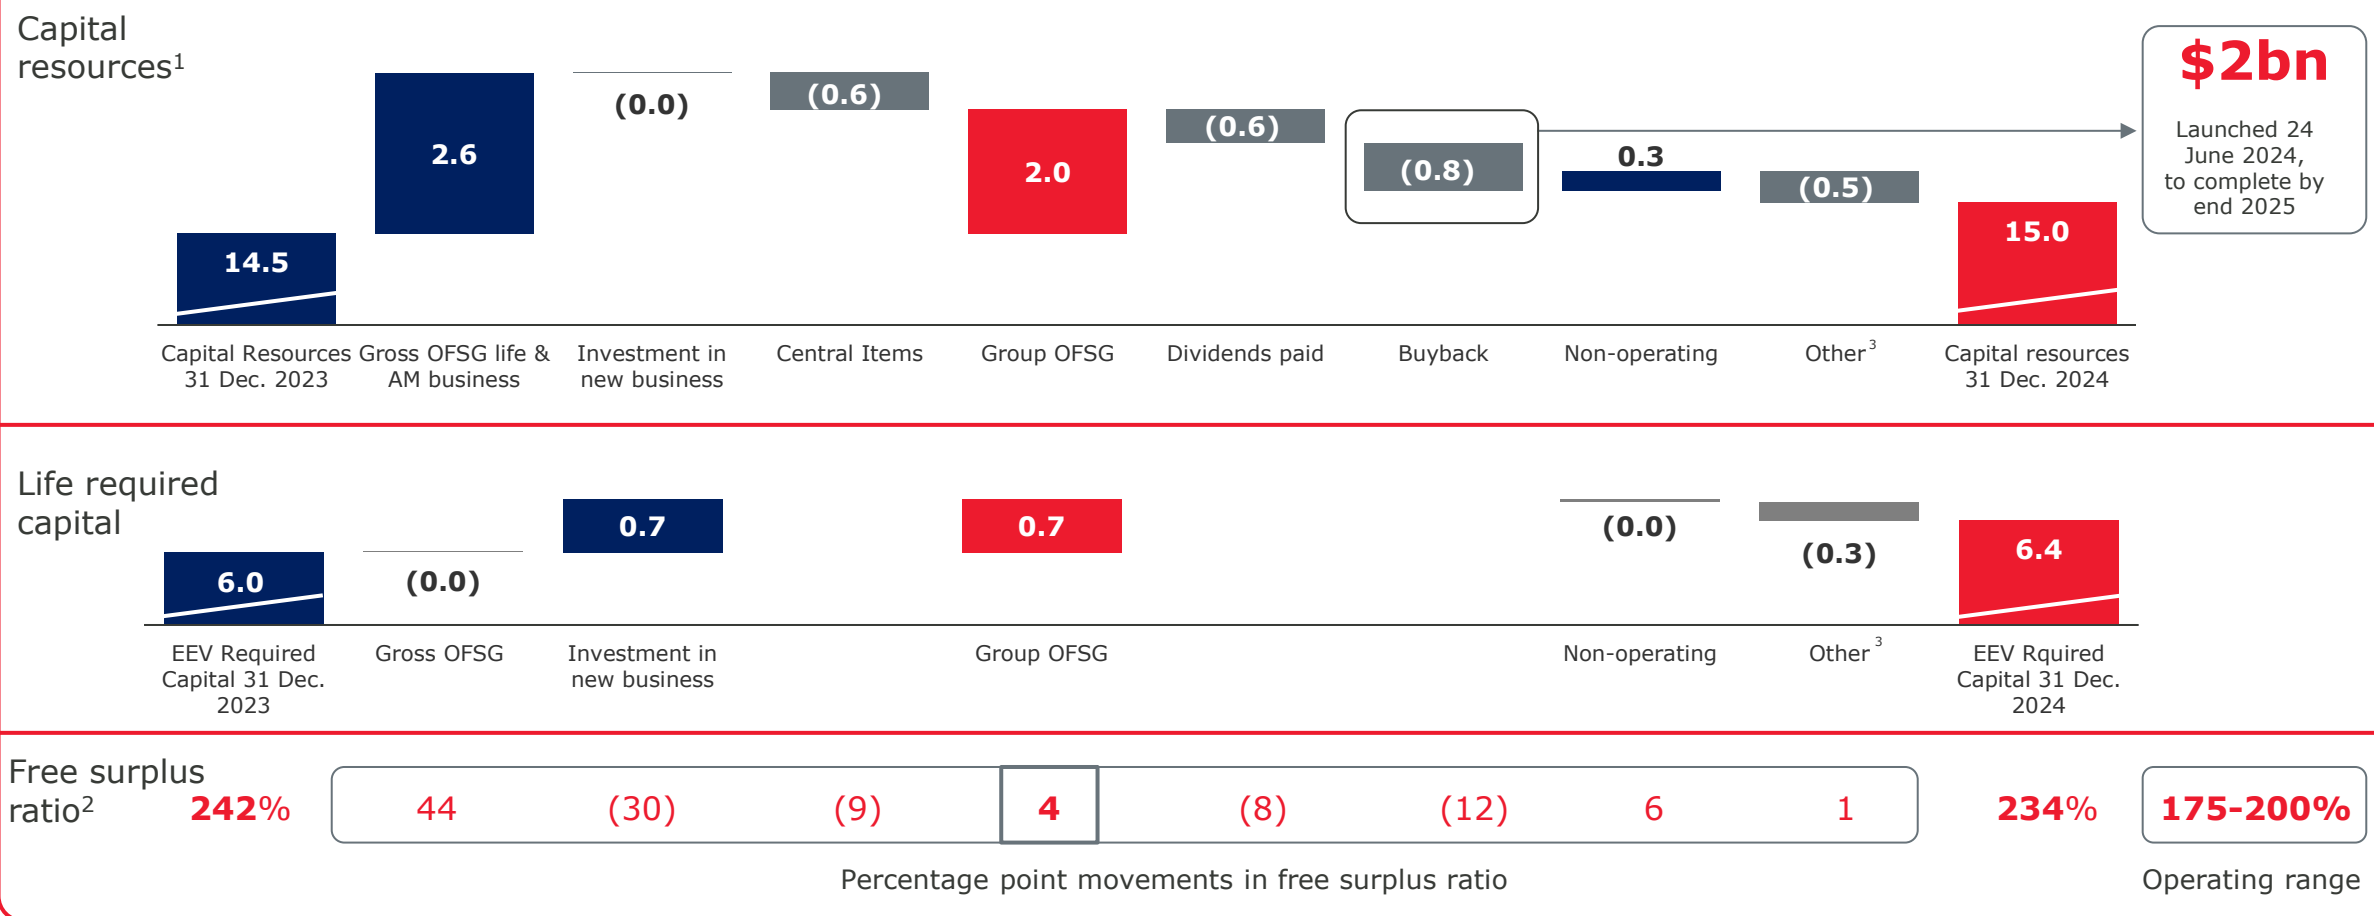 Capital
resources1
2.6
(0.0)
(0.6)
2.0
(0.6)
(0.8)
0.3
(0.5)
14.5
15.0
$2bn
Launched 24
June 2024,
to complete by
end 2025
Capital Resources
31 Dec. 2023
Gross OFSG life &
AM business
Investment in
new business
Central Items
Group OFSG
Dividends paid
Buyback
Non-operating
Other3
Capital resources
31 Dec. 2024
Life required
capital
6.0
(0.0)
0.7
0.7
(0.0)
(0.3)
6.4
EEV Required
Capital 31 Dec.
2023
Gross OFSG
Investment in
new business
Group OFSG
Non-operating
Other 3
EEV Rquired
Capital 31 Dec.
2024
Free surplus
ratio2
242%
44
(30)
(9)
4
(8)
(12)
6
1
234%
175-200%
Percentage point movements in free surplus ratio
Operating range